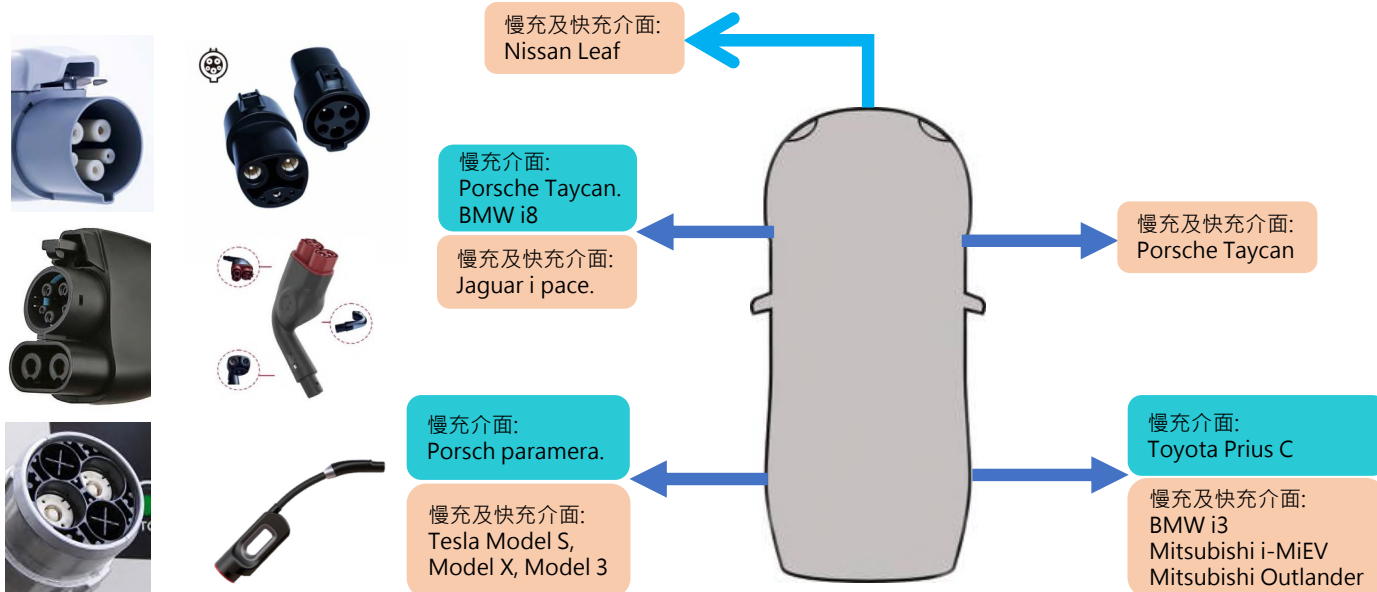 慢充及快充介面:
Nissan Leaf
慢充介面:
Porsche Taycan.
BMW i8
慢充及快充介面:
Jaguar i pace.
慢充及快充介面:
Porsche Taycan
慢充介面:
Porsch paramera.
慢充及快充介面:
Tesla Model S,
Model X, Model 3
慢充介面:
Toyota Prius C
慢充及快充介面:
BMW i3
Mitsubishi i-MiEV
Mitsubishi Outlander